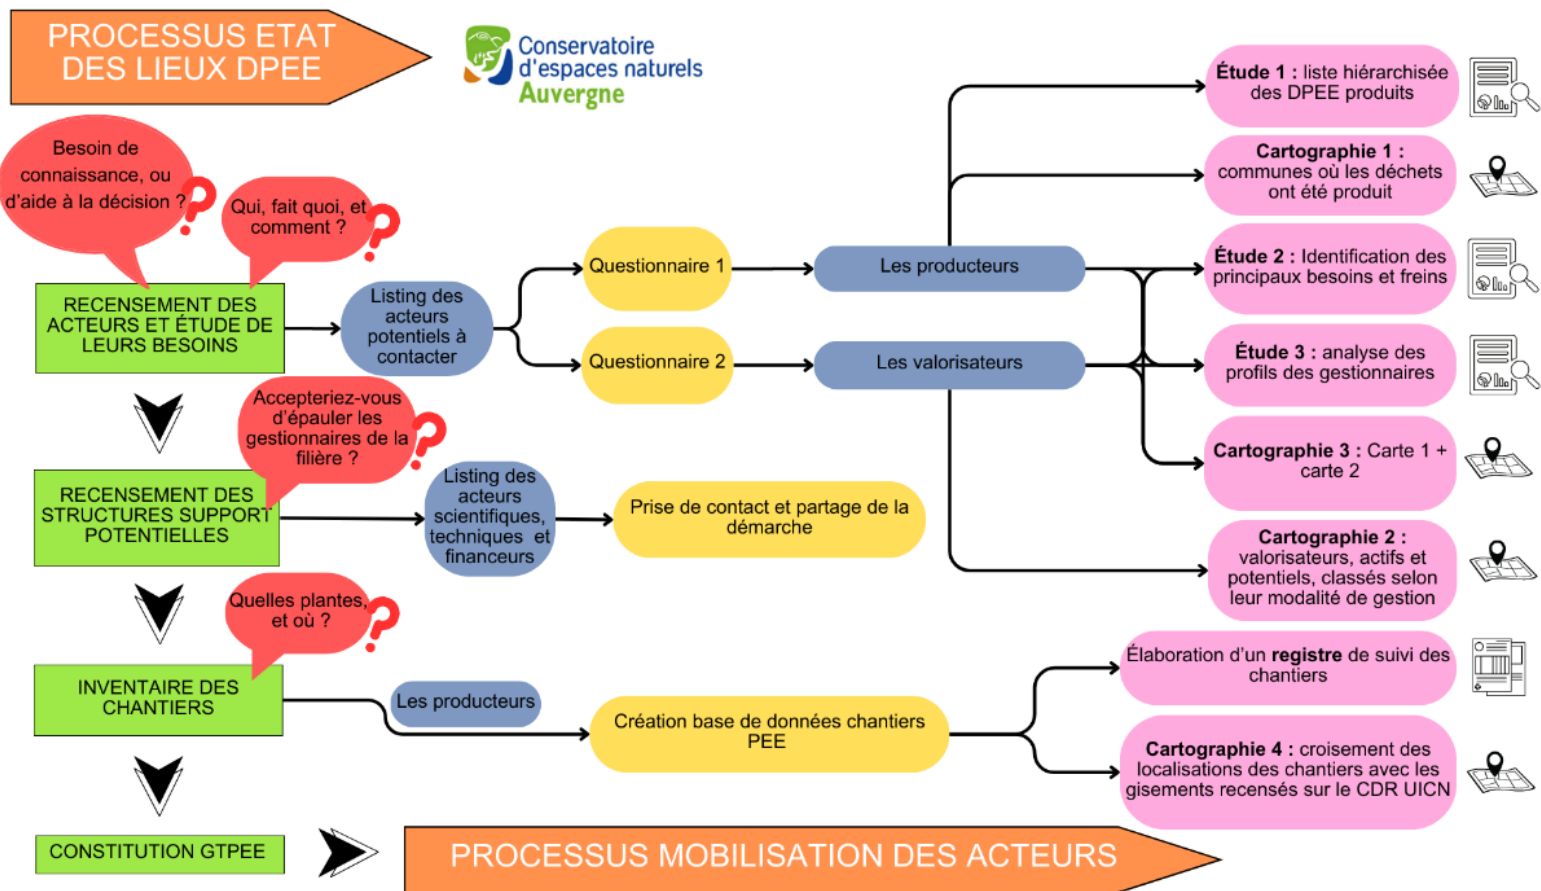 PROCESSUS ETAT
DES LIEUX DPEE
Conservatoire
d'espaces naturels
Auvergne
Besoin de
connaissance, ou
d'aide à la décision ?
Qui, fait quoi, et
comment ?
RECENSEMENT DES
ACTEURS ET ÉTUDE DE
LEURS BESOINS
Listing des
acteurs
potentiels à
contacter
Questionnaire 1
Questionnaire 2
Les producteurs
Les valorisateurs
Étude 1 : liste hiérarchisée
des DPEE produits
Cartographie 1 :
communes où les déchets
ont été produit
Étude 2 : Identification des
principaux besoins et freins
Étude 3 : analyse des
profils des gestionnaires
Cartographie 3 : Carte 1 +
carte 2
Cartographie 2 :
valorisateurs, actifs et
potentiels, classés selon
leur modalité de gestion
Accepteriez-vous
d'épauler les
gestionnaires de la
filière ?
RECENSEMENT DES
STRUCTURES SUPPORT
POTENTIELLES
Listing des
acteurs
scientifiques,
techniques et
financeurs
Prise de contact et partage de la
démarche
Quelles plantes,
et où ?
INVENTAIRE DES
CHANTIERS
Les producteurs
Création base de données chantiers
PEE
Élaboration d'un registre de suivi des
chantiers
Cartographie 4 : croisement des
localisations des chantiers avec les
gisements recensés sur le CDR UICN
CONSTITUTION GTPEE
PROCESSUS MOBILISATION DES ACTEURS